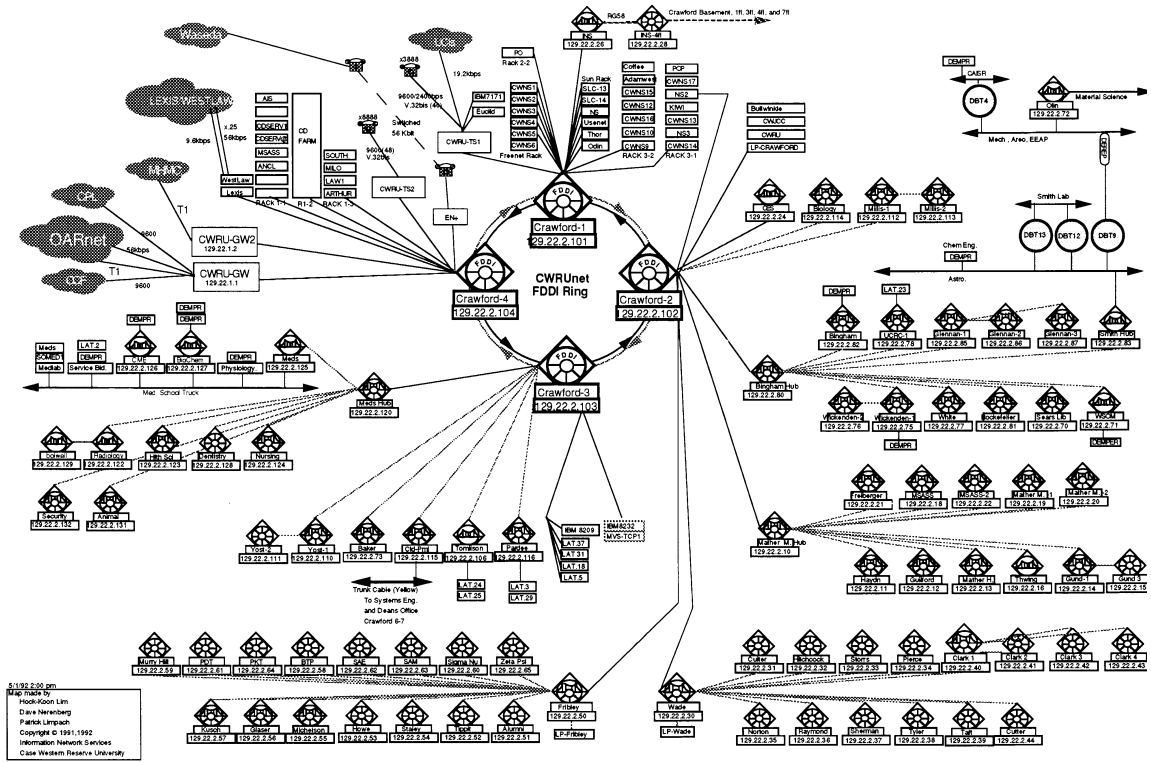 RG58
Crawford Basement, 1fl, 3fl, 4fl, and 7fl
INS
129.22.2.26
INS-4fl
129.22.2.28
x3888
19.2kbps
9600/2400bps
V.32bis (46)
IBM7171
Euclid
CWRU-TS1
PO
Rack 2-2
CWNS1
CWNS2
CWNS3
CWNS4
CWNS5
CWNS6
Freenet Rack
Sun Rack
SLC-13
SLC-14
NS
Usenet
Thor
Odin
Coffee
Adamwest
CWNS15
CWNS12
CWNS16
CWNS10
CWNS9
RACK 3-2
PCP
CWNS17
NS2
KIWI
CWNS13
NS3
CWNS14
RACK 3-1
Bullwinkle
CWJCC
CWRU
LP-CRAWFORD
DEMPR
CAISR
DBT4
Olin
129.22.2.72
Material Science
Mech , Areo, EEAP
Smith Lab
DBT13
DBT12
DBT9
Chem Eng.
DEMPR
Astro.
x.25
56kbps
9.6kbps
AIS
CDSERV1
MSASS
ANCL
WestLaw
Lexis
RACK 1-1
CD
FARM
R1-2
SOUTH
MILO
LAW1
ARTHUR
RACK 1-3
x8888
9600(48)
V.32bis
Switched
56 Kbit
CWRU-TS2
EN+
T1
OARnet
9600
56kbps
T1
9600
CWRU-GW2
129.22.1.2
CWRU-GW
129.22.1.1
FDDI
Crawford-1
129.22.2.101
FDDI
Crawford-4
129.22.2.104
CWRUnet
FDDI Ring
FDDI
Crawford-2
129.22.2.102
FDDI
Crawford-3
129.22.2.103
CES
129.22.2.24
Biology
129.22.2.114
Millis-1
129.22.2.112
Millis-2
129.22.2.113
DEMPR
Bingham
129.22.2.82
LAT.23
UCRC-1
129.22.2.78
Glennan-1
129.22.2.85
Glennan-2
129.22.2.86
Glennan-3
129.22.2.87
Smith Hub
129.22.2.83
Bingham Hub
129.22.2.80
Wickenden-2
129.22.2.76
Wickenden-1
129.22.2.75
DEMPR
White
129.22.2.77
Rockefeller
129.22.2.81
Sears Lib
129.22.2.70
WSOM
129.22.2.71
DEMPER
Meds
SOMED1
Medlab
LAT.2
DEMPR
Service Bld.
DEMPR
CME
129.22.2.126
DEMPR
DEMPR
BioChem
129.22.2.127
DEMPR
Physiology.
Meds
129.22.2.125
Med School Truck
Meds Hub
129.22.2.120
129.22.2.129
Radiology
129.22.2.122
Hlth Sci
129.22.2.123
Dentistry
129.22.2.128
Nursing
129.22.2.124
Security
129.22.2.132
Animal
129.22.2.131
Yost-2
129.22.2.111
Yost-1
129.22.2.110
Baker
129.22.2.73
129.22.2.115
Tomlison
129.22.2.106
LAT.24
LAT.25
Pardee
129.22.2.116
LAT.3
LAT.29
IBM 8209
LAT.37
LAT.31
LAT.18
LAT.5
IBM8232
MVS-TCP1
Trunk Cable (Yellow)
To Systems Eng.
and Deans Office
Crawford 6-7
Freiberger
129.22.2.21
MSASS
129.22.2.18
MSASS-2
129.22.2.22
Mather M.-1
129.22.2.19
Mather M.-2
129.22.2.20
Mather M. Hub
129.22.2.10
Haydn
129.22.2.11
Guilford
129.22.2.12
Mather H.
129.22.2.13
Thwing
129.22.2.16
Gund-1
129.22.2.14
Gund 3
129.22.2.15
Murry Hill
129.22.2.59
PDT
129.22.2.61
PKT
129.22.2.64
BTP
129.22.2.58
SAE
129.22.2.62
SAM
129.22.2.63
Sigma Nu
129.22.2.60
Zeta Psi
129.22.2.65
Kusch
129.22.2.57
Glaser
129.22.2.56
Michelson
129.22.2.55
Howe
129.22.2.53
Staley
129.22.2.54
Tippit
129.22.2.52
Alumni
129.22.2.51
Fribley
129.22.2.50
LP-Fribley
Wade
129.22.2.30
LP-Wade
Cutler
129.22.2.31
Hitchcock
129.22.2.32
Storrs
129.22.2.33
Pierce
129.22.2.34
Clark 1
129.22.2.40
129.22.2.41
Clark 3
129.22.2.42
Clark 4
129.22.2.43
Norton
129.22.2.35
Raymond
129.22.2.36
Sherman
129.22.2.37
Tyler
129.22.2.38
Taft
129.22.2.39
Cutter
129.22.2.44
5/1/92 2:00 pm
Map made by
Hock-Koon Lim
Dave Nerenberg
Patrick Limpach
Copyright © 1991,1992
Information Network Services
Case Western Reserve University